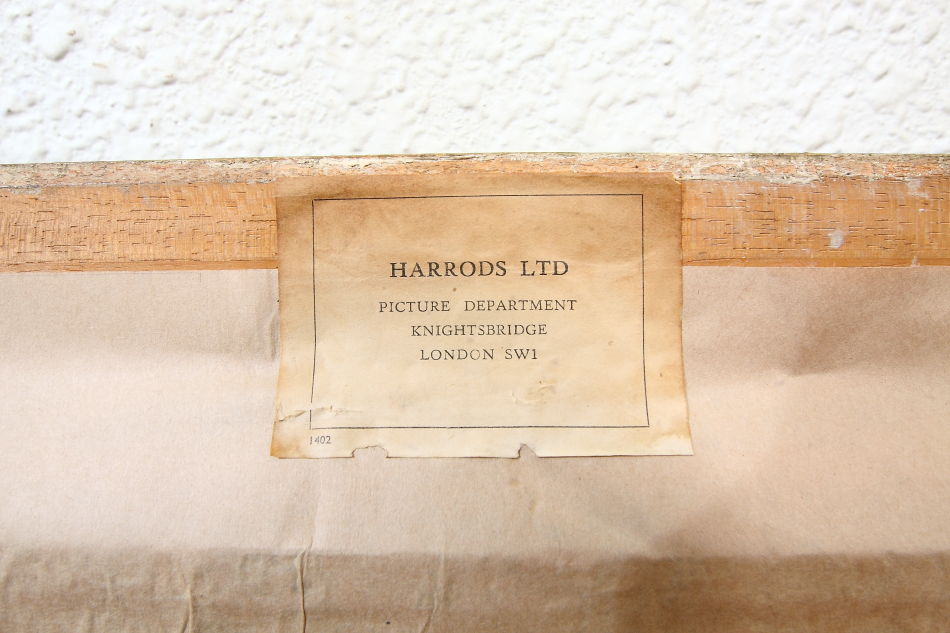 HARRODS LTD
PICTURE DEPARTMENT
KNIGHTSBRIDGE
LONDON SW1
1402